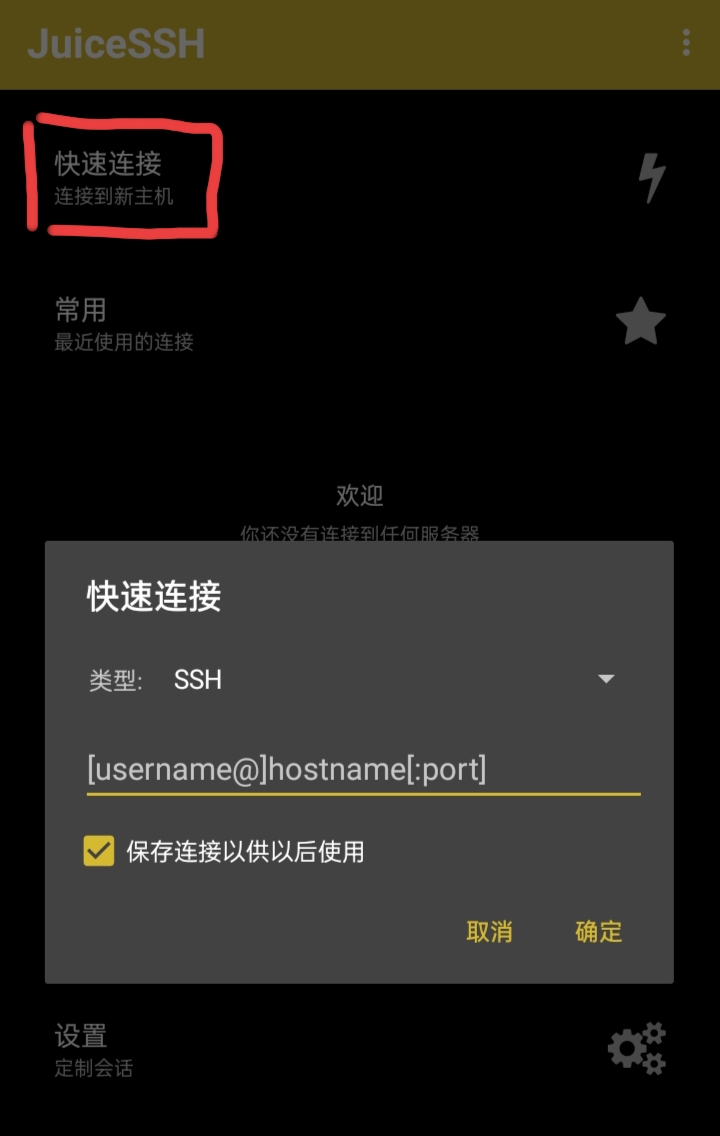 JuiceSSH
快速连接
连接到新主机
常用
最近使用的连接
欢迎
你还没有连接到任何服务器
快速连接
类型: SSH
[username@]hostname[:port]
保存连接以供以后使用
取消 确定
设置
定制会话